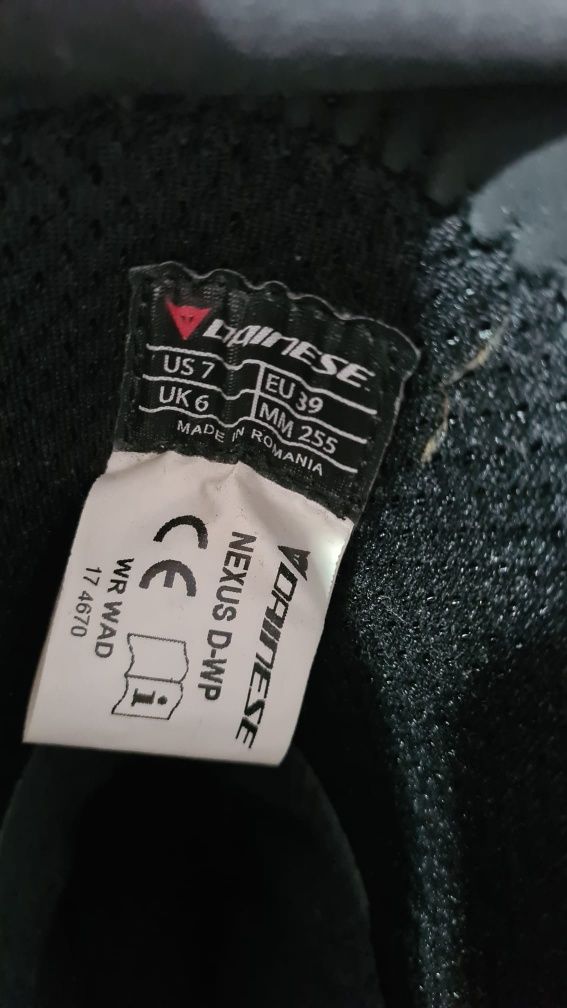 DAINESE
US 7 EU 39
UK 6 MM 255
MADE IN ROMANIA
DAINESE
NEXUS D-WP
CE
WR WAD
17 4670
i